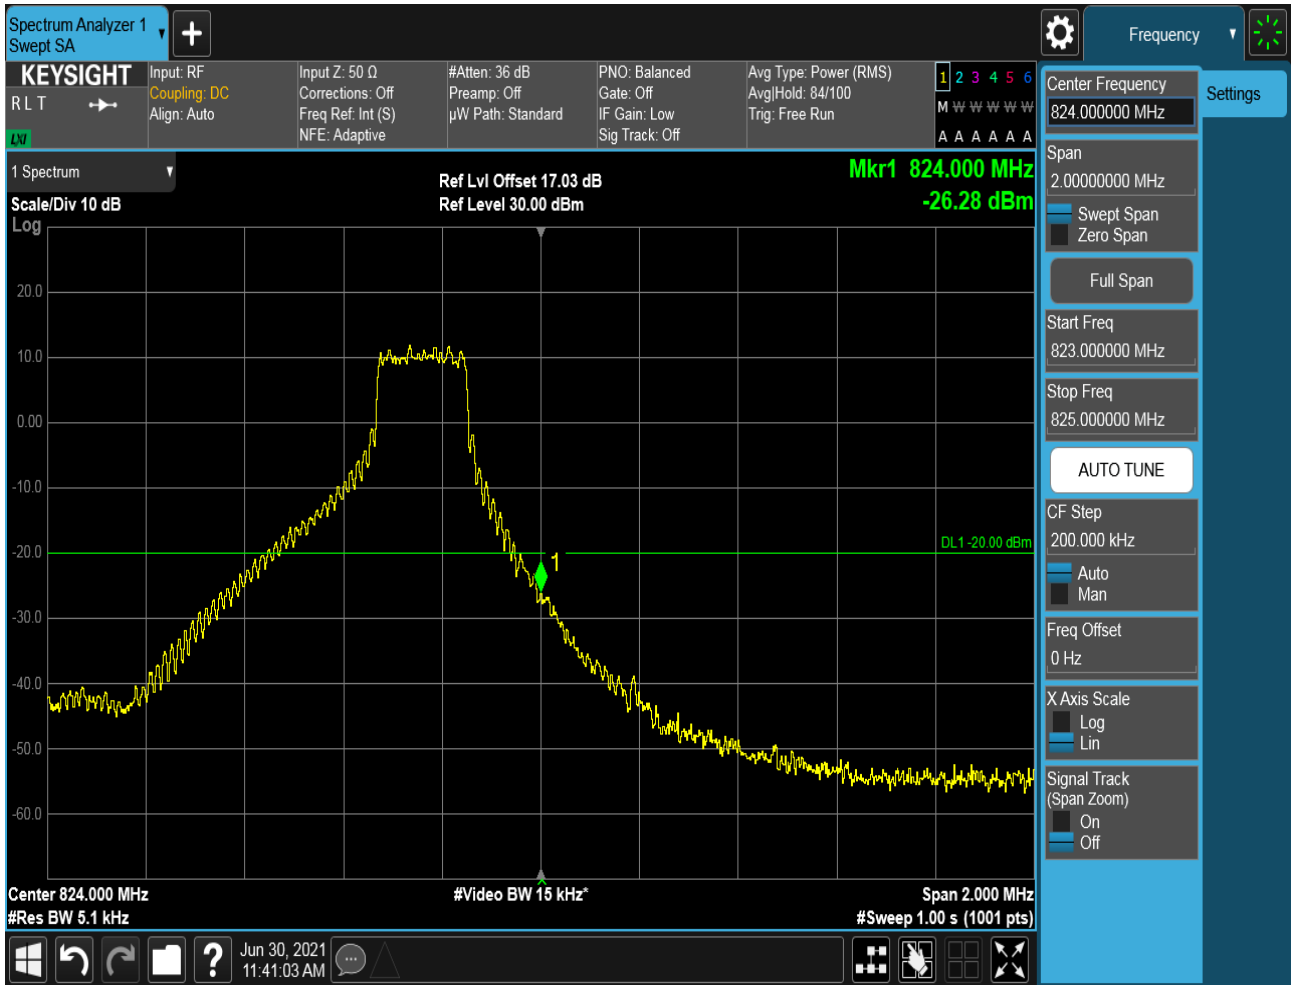 Spectrum Analyzer 1
Swept SA
Frequency
KEYSIGHT
R L T
LXI
Input: RF
Coupling: DC
Align: Auto
Input Z: 50 Ω
Corrections: Off
Freq Ref: Int (S)
NFE: Adaptive
#Atten: 36 dB
Preamp: Off
µW Path: Standard
PNO: Balanced
Gate: Off
IF Gain: Low
Sig Track: Off
Avg Type: Power (RMS)
Avg|Hold: 84/100
Trig: Free Run
1 2 3 4 5 6
M W W W W W
A A A A A A
1 Spectrum
Scale/Div 10 dB
Log
Ref Lvl Offset 17.03 dB
Ref Level 30.00 dBm
Mkr1 824.000 MHz
-26.28 dBm
20.0
10.0
0.00
-10.0
-20.0
-30.0
-40.0
-50.0
-60.0
DL1 -20.00 dBm
1
Center 824.000 MHz
#Res BW 5.1 kHz
#Video BW 15 kHz*
Span 2.000 MHz
#Sweep 1.00 s (1001 pts)
Center Frequency
824.000000 MHz
Settings
Span
2.00000000 MHz
Swept Span
Zero Span
Full Span
Start Freq
823.000000 MHz
Stop Freq
825.000000 MHz
AUTO TUNE
CF Step
200.000 kHz
Auto
Man
Freq Offset
0 Hz
X Axis Scale
Log
Lin
Signal Track
(Span Zoom)
On
Off
?
Jun 30, 2021
11:41:03 AM